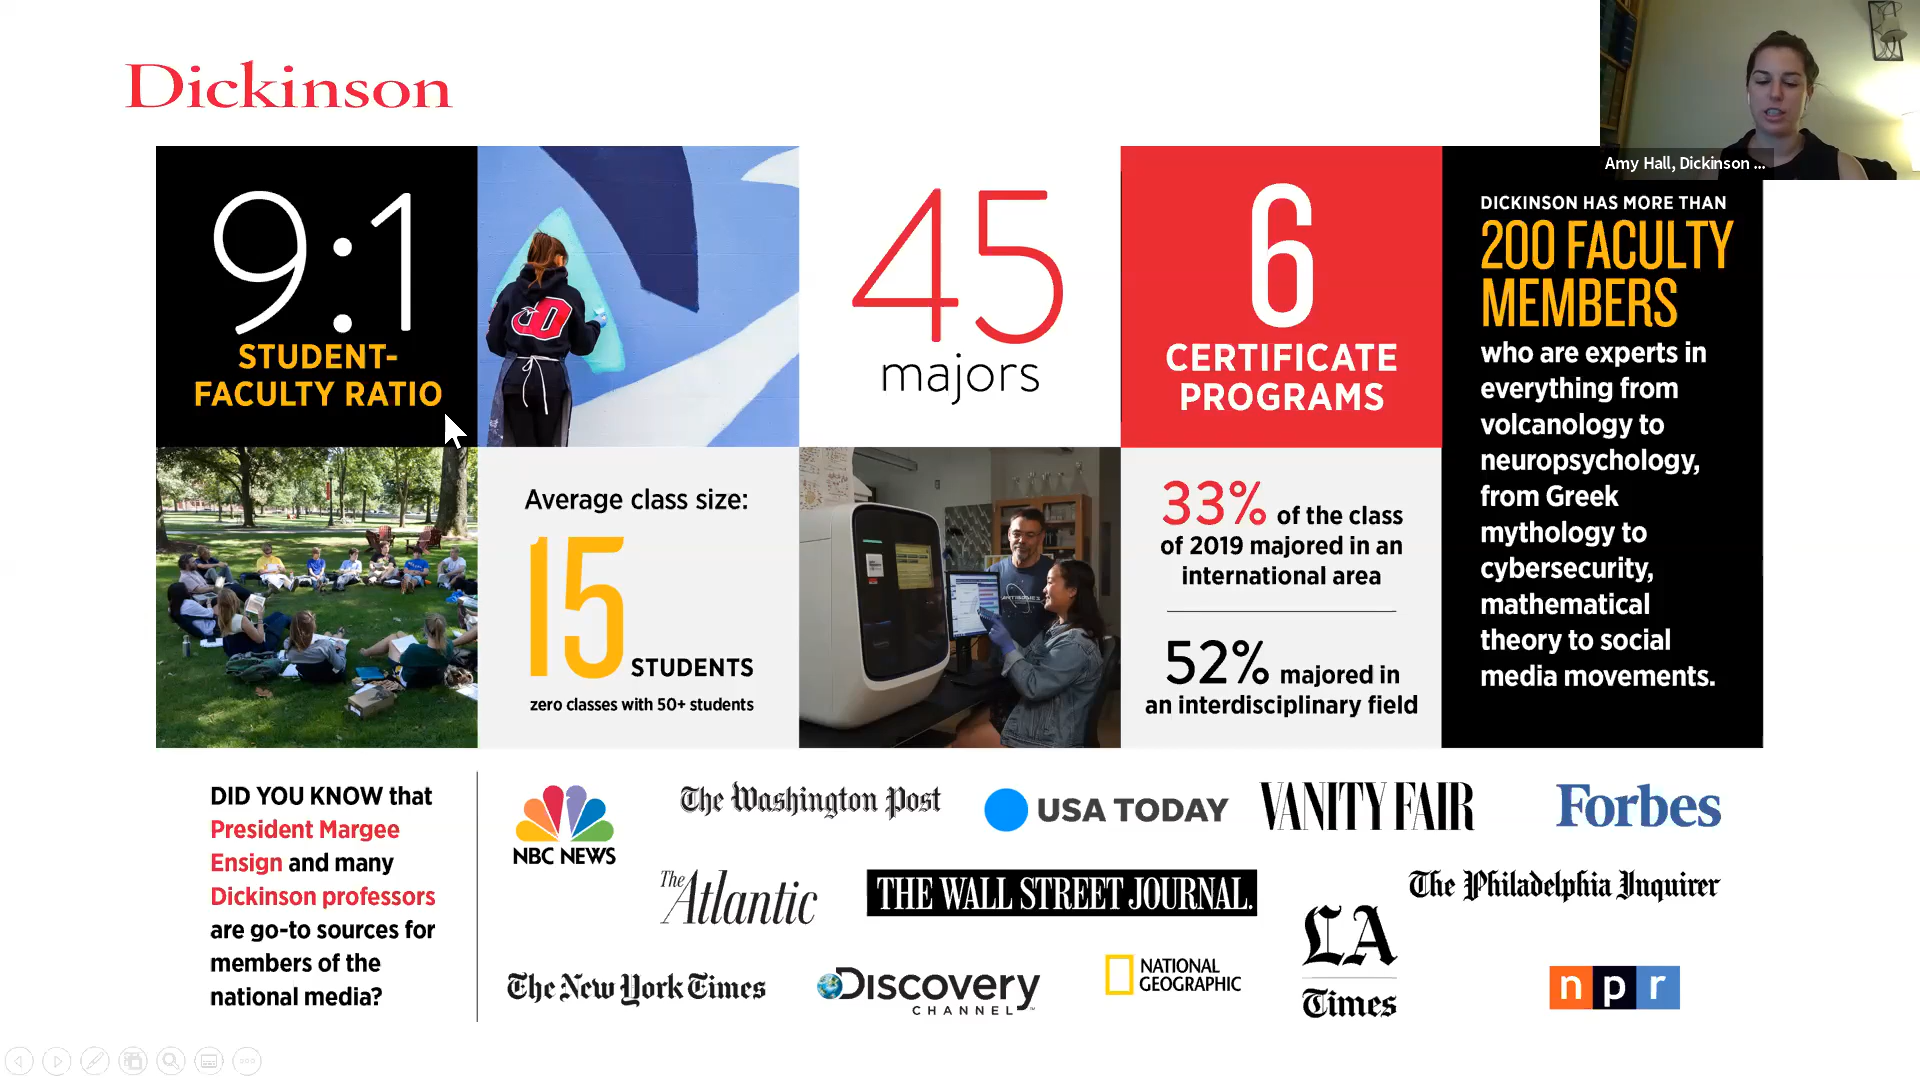 Dickinson
Amy Hall, Dickinson ...
9:1
STUDENT-
FACULTY RATIO
45
majors
6
CERTIFICATE
PROGRAMS
DICKINSON HAS MORE THAN
200 FACULTY
MEMBERS
who are experts in
everything from
volcanology to
neuropsychology,
from Greek
mythology to
cybersecurity,
mathematical
theory to social
media movements.
Average class size:
15 STUDENTS
zero classes with 50+ students
33% of the class
of 2019 majored in an
international area
52% majored in
an interdisciplinary field
DID YOU KNOW that
President Margee
Ensign and many
Dickinson professors
are go-to sources for
members of the
national media?
NBC NEWS
The Washington Post
USA TODAY
VANITY FAIR
Forbes
The Atlantic
THE WALL STREET JOURNAL.
The Philadelphia Inquirer
LA
Times
The New York Times
Discovery
CHANNEL
NATIONAL
GEOGRAPHIC
npr